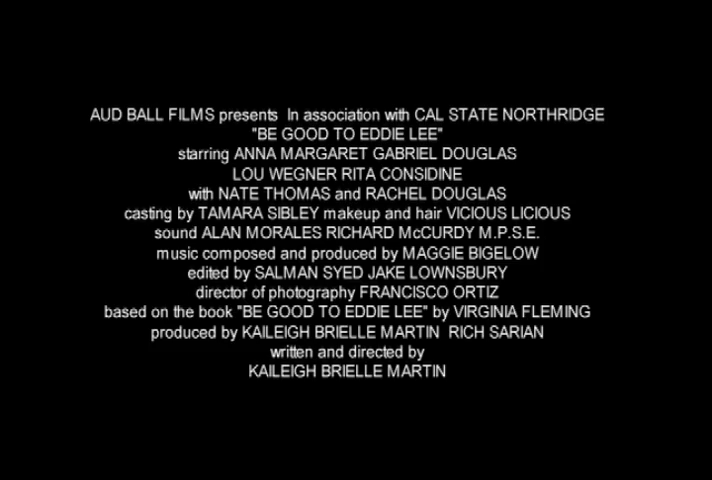 AUD BALL FILMS presents  In association with CAL STATE NORTHRIDGE
"BE GOOD TO EDDIE LEE"
starring ANNA MARGARET GABRIEL DOUGLAS
LOU WEGNER RITA CONSIDINE
with NATE THOMAS and RACHEL DOUGLAS
casting by TAMARA SIBLEY makeup and hair VICIOUS LICIOUS
sound ALAN MORALES RICHARD McCURDY M.P.S.E.
music composed and produced by MAGGIE BIGELOW
edited by SALMAN SYED JAKE LOWNSBURY
director of photography FRANCISCO ORTIZ
based on the book "BE GOOD TO EDDIE LEE" by VIRGINIA FLEMING
produced by KAILEIGH BRIELLE MARTIN  RICH SARIAN
written and directed by
KAILEIGH BRIELLE MARTIN